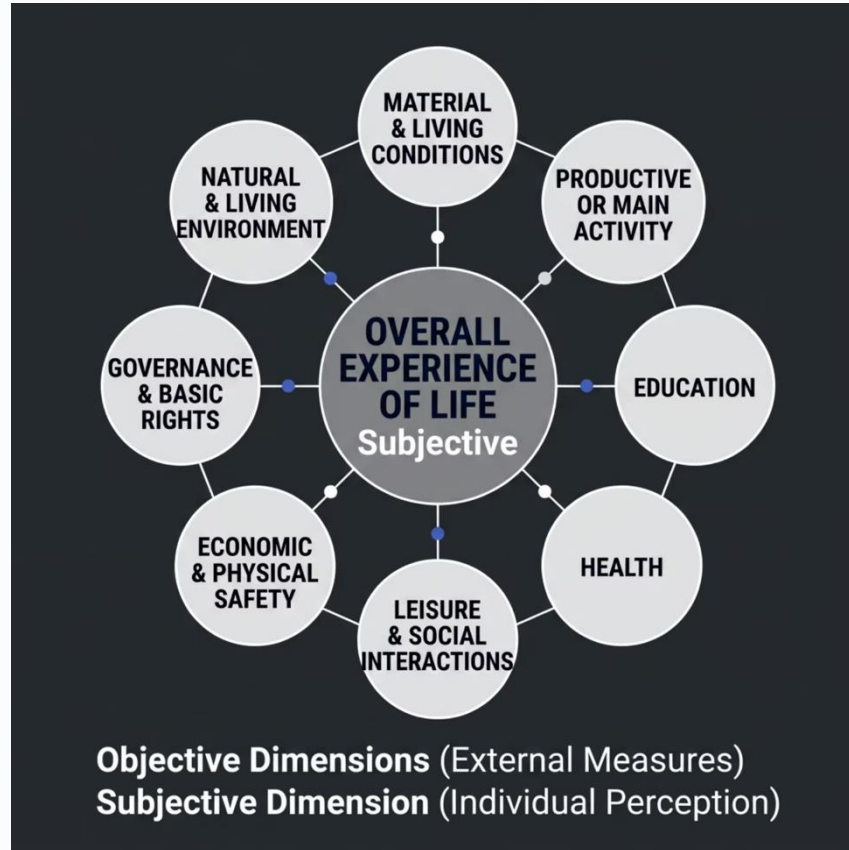 MATERIAL
& LIVING
CONDITIONS
PRODUCTIVE
OR MAIN
ACTIVITY
EDUCATION
HEALTH
LEISURE
& SOCIAL
INTERACTIONS
ECONOMIC
& PHYSICAL
SAFETY
GOVERNANCE
& BASIC
RIGHTS
NATURAL
& LIVING
ENVIRONMENT
OVERALL
EXPERIENCE
OF LIFE
Subjective
Objective Dimensions (External Measures)
Subjective Dimension (Individual Perception)